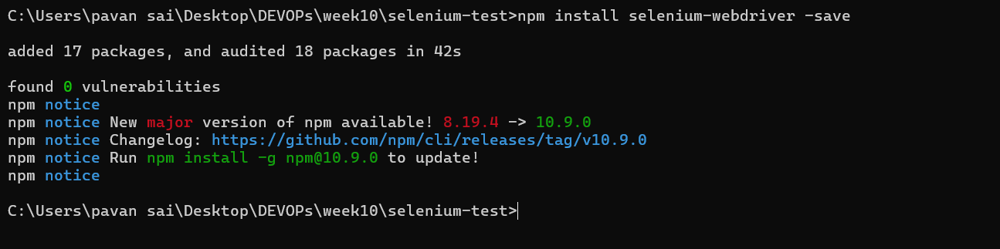 C:\Users\pavan sai\Desktop\DEVOPs\week10\selenium-test>npm install selenium-webdriver -save
added 17 packages, and audited 18 packages in 42s
found 0 vulnerabilities
npm notice
npm notice New major version of npm available! 8.19.4 -> 10.9.0
npm notice Changelog: https://github.com/npm/cli/releases/tag/v10.9.0
npm notice Run npm install -g npm@10.9.0 to update!
npm notice
C:\Users\pavan sai\Desktop\DEVOPs\week10\selenium-test>